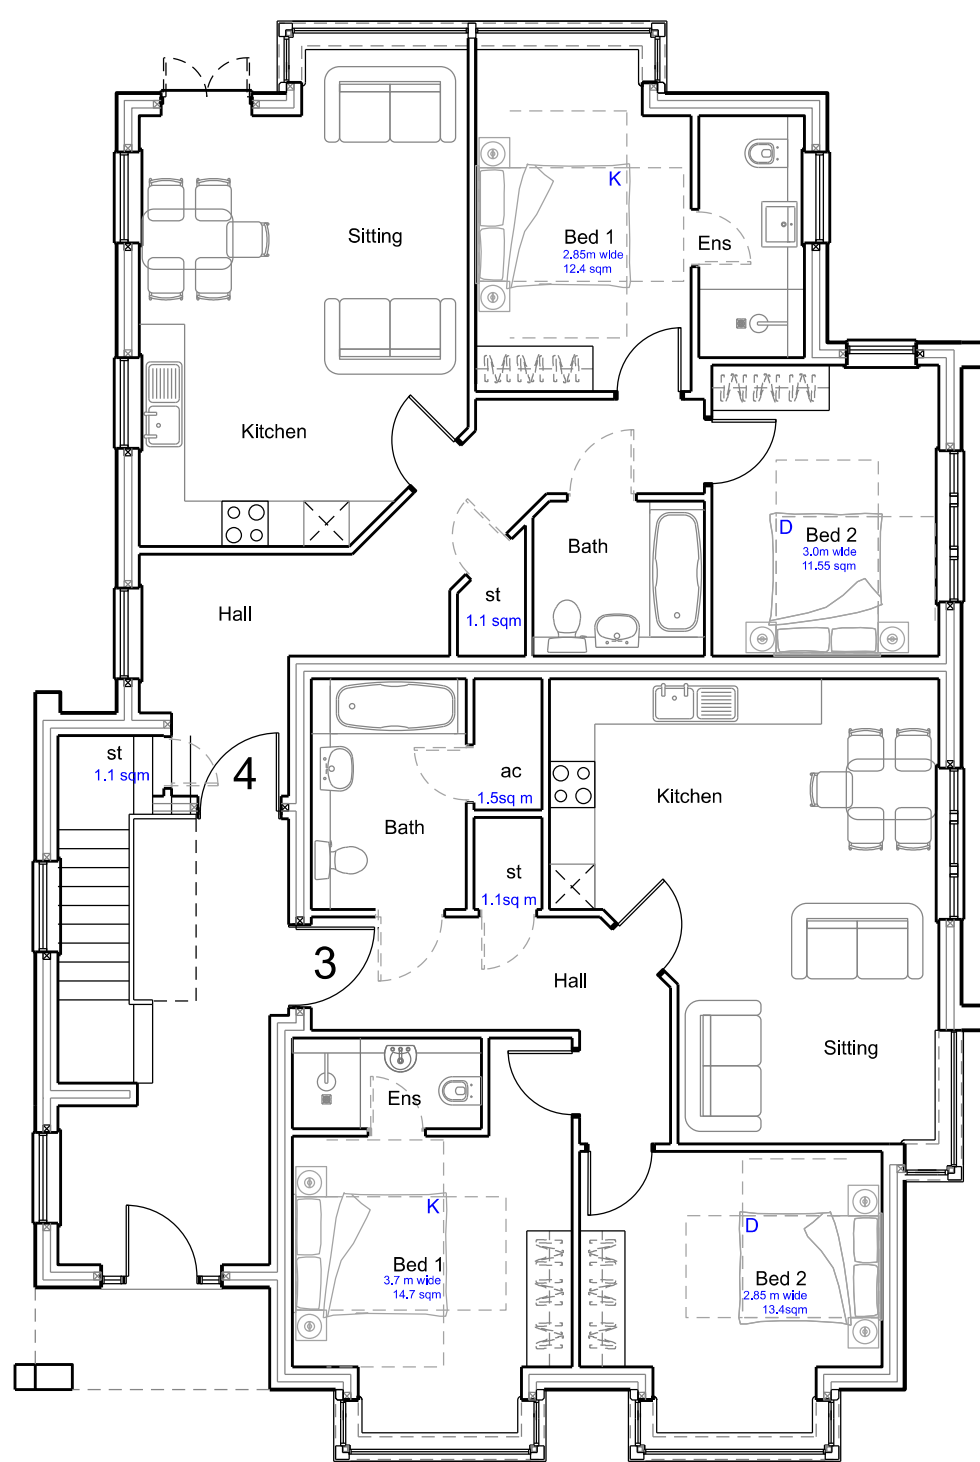 Sitting
K
Bed 1
2.85m wide
12.4 sqm
Ens
Kitchen
D
Bed 2
3.0m wide
11.55 sqm
Bath
st
1.1 sqm
Hall
st
1.1 sqm
4
ac
1.5sq m
Kitchen
Bath
st
1.1sq m
3
Hall
Sitting
Ens
K
Bed 1
3.7 m wide
14.7 sqm
D
Bed 2
2.85 m wide
13.4sqm